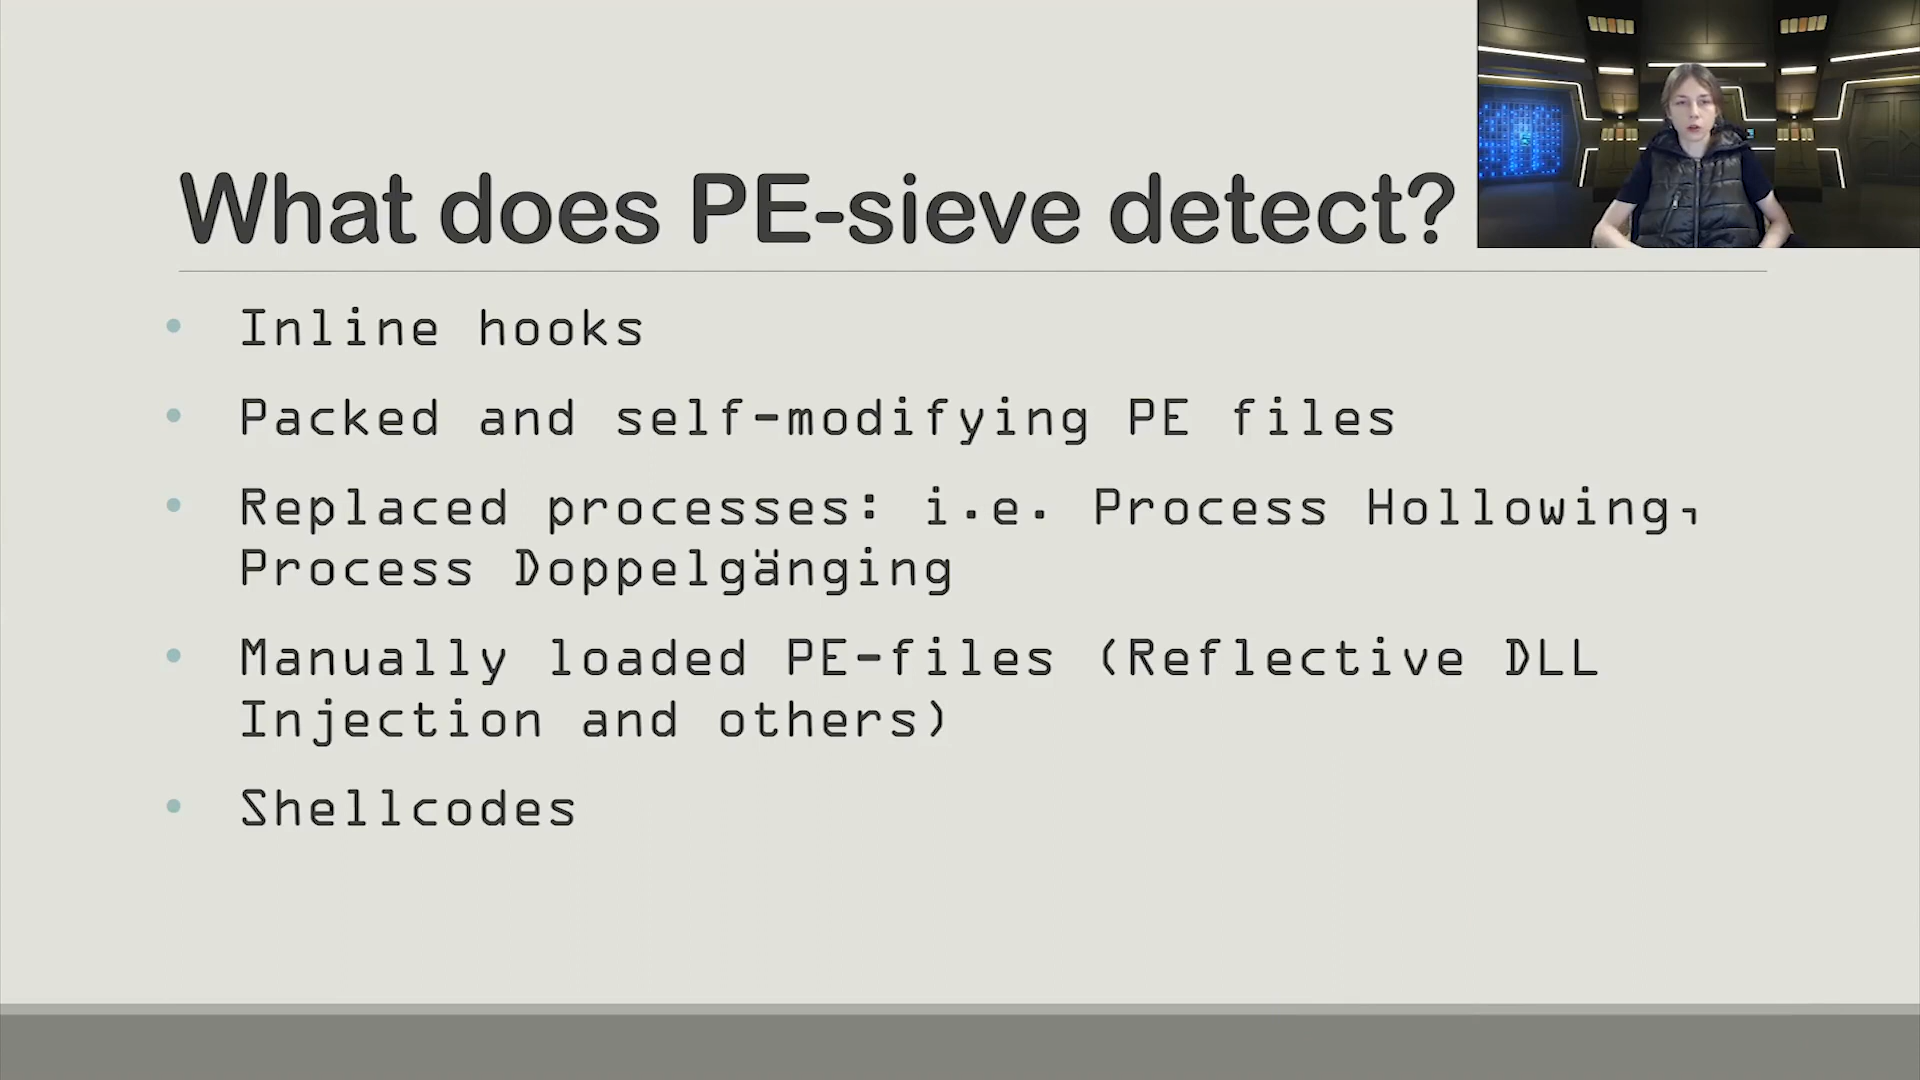 What does PE-sieve detect?
• Inline hooks
• Packed and self-modifying PE files
• Replaced processes: i.e. Process Hollowing,
Process Doppelgänging
• Manually loaded PE-files (Reflective DLL
Injection and others)
• Shellcodes